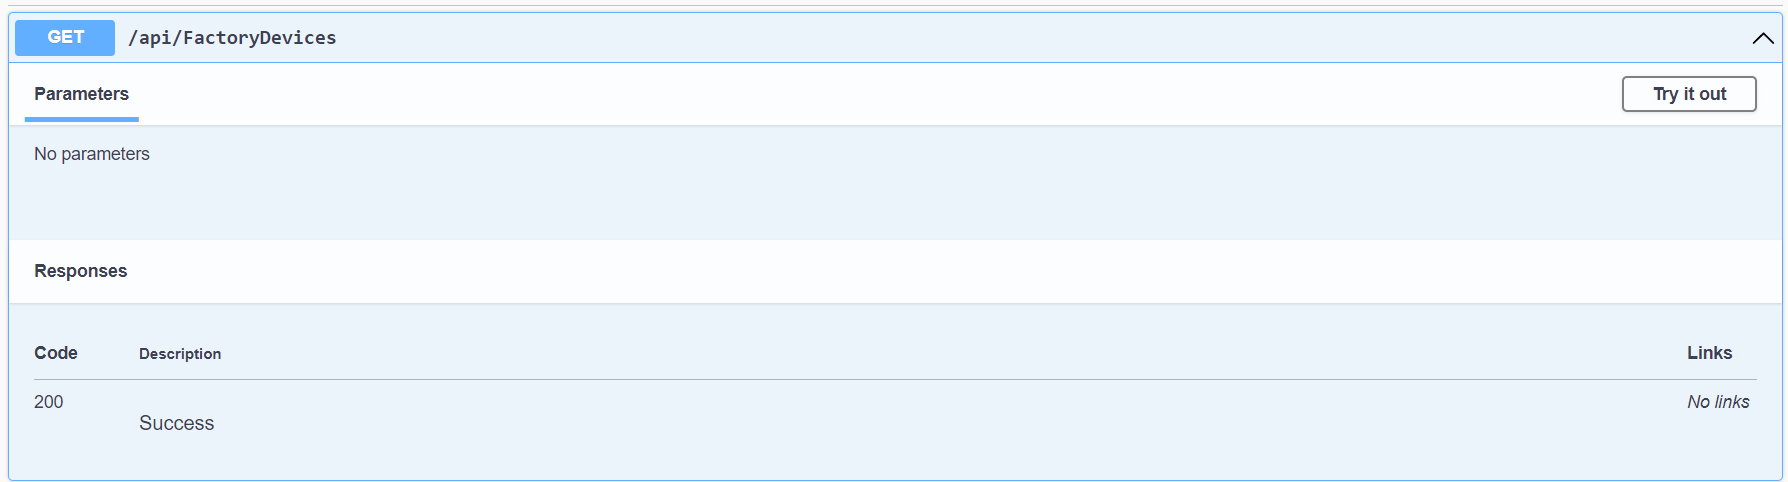 GET /api/FactoryDevices
Parameters
Try it out
No parameters
Responses
Code Description Links
200 No links
Success